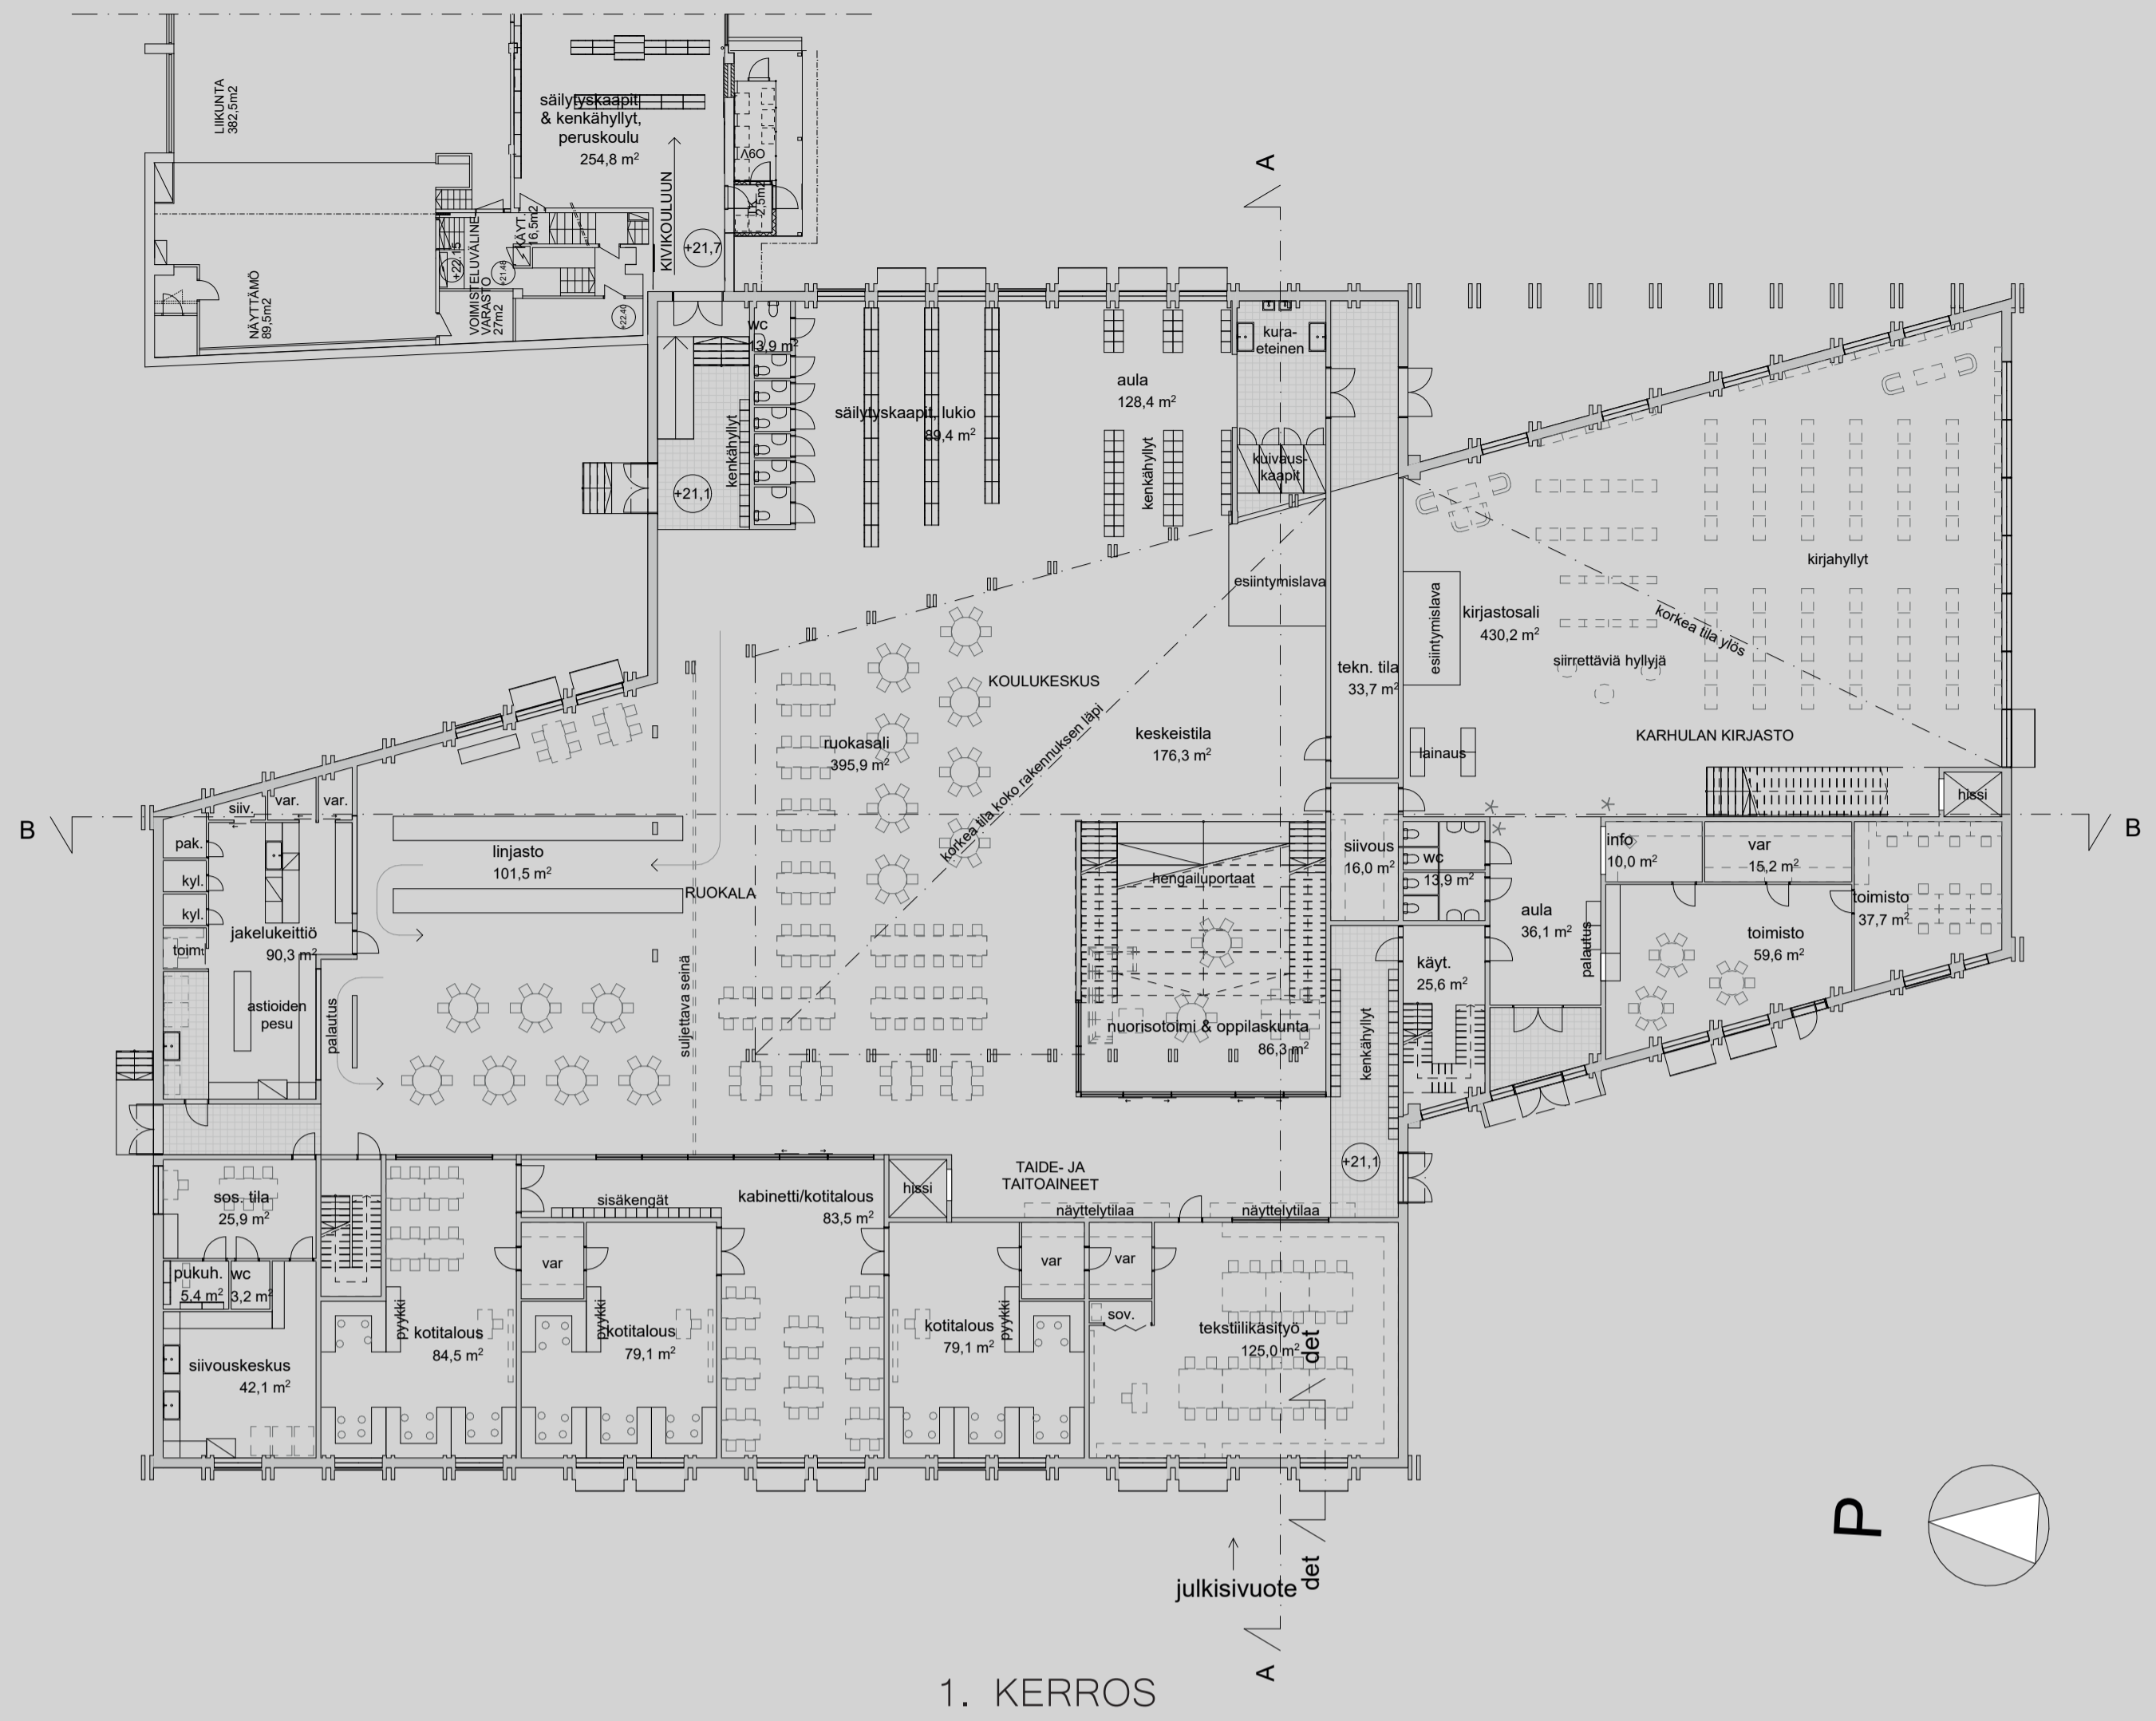 LIIKUNTA
382,5m2
säilytyskaapit
& kenkähyllyt,
peruskoulu
254,8 m²
KIVIKOULUUN
+21,7
2,5m2
NÄYTTÄMÖ
89,5m2
VOIMISTELUVÄLINE
VARASTO
27m2
+22.15
KÄYT.
16,5m2
+21.48
+22.40
A
wc
13,9 m²
kenkähyllyt
+21,1
säilytyskaapit, lukio
89,4 m²
aula
128,4 m²
kenkähyllyt
kura-
eteinen
kuivaus-
kaapit
esiintymislava
kirjahyllyt
esiintymislava
kirjastosali
430,2 m²
korkea tila ylös
siirrettäviä hyllyjä
KOULUKESKUS
tekn. tila
33,7 m²
ruokasali
395,9 m²
korkea tila koko rakennuksen läpi
keskeistila
176,3 m²
lainaus
KARHULAN KIRJASTO
hissi
B
siiv.
var.
var.
B
pak.
kyl.
kyl.
toimt
jakelukeittiö
90,3 m²
linjasto
101,5 m²
RUOKALA
hengailuportaat
siivous
16,0 m²
wc
13,9 m²
info
10,0 m²
var
15,2 m²
aula
36,1 m²
palautus
toimisto
59,6 m²
toimisto
37,7 m²
käyt.
25,6 m²
astioiden
pesu
palautus
suljettava seinä
nuorisotoimi & oppilaskunta
86,3 m²
kenkähyllyt
+21,1
sos. tila
25,9 m²
sisäkengät
kabinetti/kotitalous
83,5 m²
hissi
TAIDE- JA
TAITOAINEET
näyttelytilaa
näyttelytilaa
pukuh.
5,4 m²
wc
3,2 m²
var
var
var
sov.
pyykki
kotitalous
84,5 m²
pyykki
kotitalous
79,1 m²
kotitalous
79,1 m²
pyykki
tekstiilikäsityö
125,0 m²
det
siivouskeskus
42,1 m²
P
julkisivuote
det
A
1. KERROS